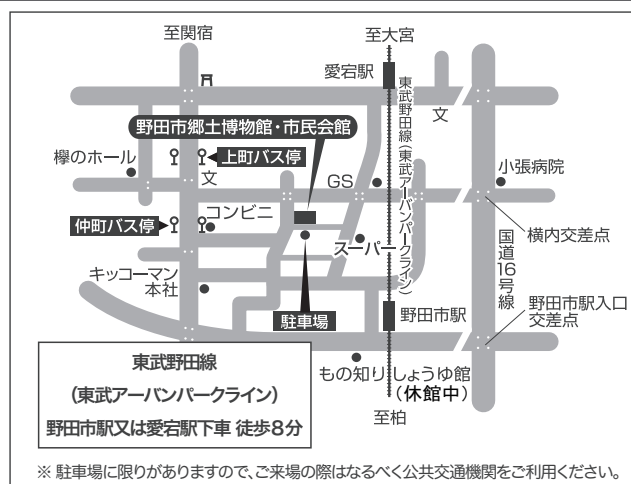 至関宿
至大宮
愛宕駅
東武野田線(東武アーバンパークライン)
文
野田市郷土博物館・市民会館
欅のホール
上町バス停
文
GS
小張病院
仲町バス停
コンビニ
スーパー
横内交差点
国道16号線
キッコーマン
本社
駐車場
野田市駅
野田市駅入口
交差点
もの知りしょうゆ館
(休館中)
至柏
東武野田線
(東武アーバンパークライン)
野田市駅又は愛宕駅下車 徒歩8分
※ 駐車場に限りがありますので、ご来場の際はなるべく公共交通機関をご利用ください。